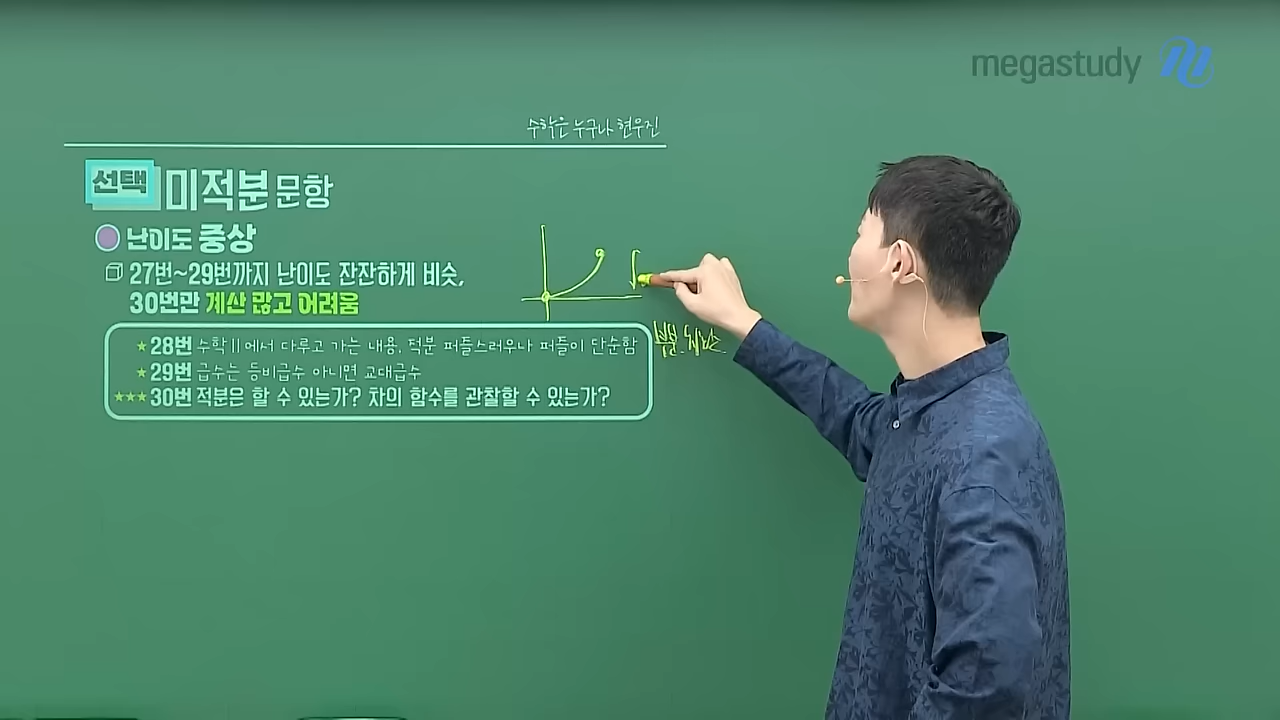 megastudy
수학은 누구나 현우진
선택 미적분 문항
난이도 중상
27번~29번까지 난이도 잔잔하게 비슷,
30번만 계산 많고 어려움
★28번 수학Ⅱ에서 다루고 가는 내용, 적분 퍼즐스러우나 퍼즐이 단순함
★29번 급수는 등비급수 아니면 교대급수
★★★30번 적분은 할 수 있는가? 차의 함수를 관찰할 수 있는가?
부분